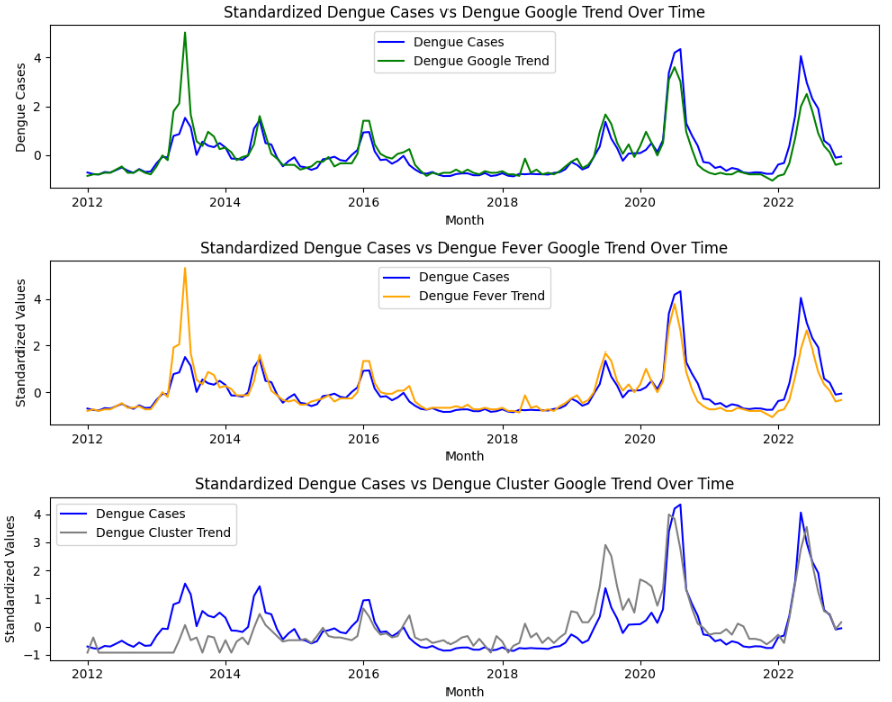 Standardized Dengue Cases vs Dengue Google Trend Over Time
Dengue Cases
Dengue Google Trend
Dengue Cases
4
2
0
2012 2014 2016 2018 2020 2022
Month
Standardized Dengue Cases vs Dengue Fever Google Trend Over Time
Dengue Cases
Dengue Fever Trend
Standardized Values
4
2
0
2012 2014 2016 2018 2020 2022
Month
Standardized Dengue Cases vs Dengue Cluster Google Trend Over Time
Dengue Cases
Dengue Cluster Trend
Standardized Values
4
3
2
1
0
−1
2012 2014 2016 2018 2020 2022
Month